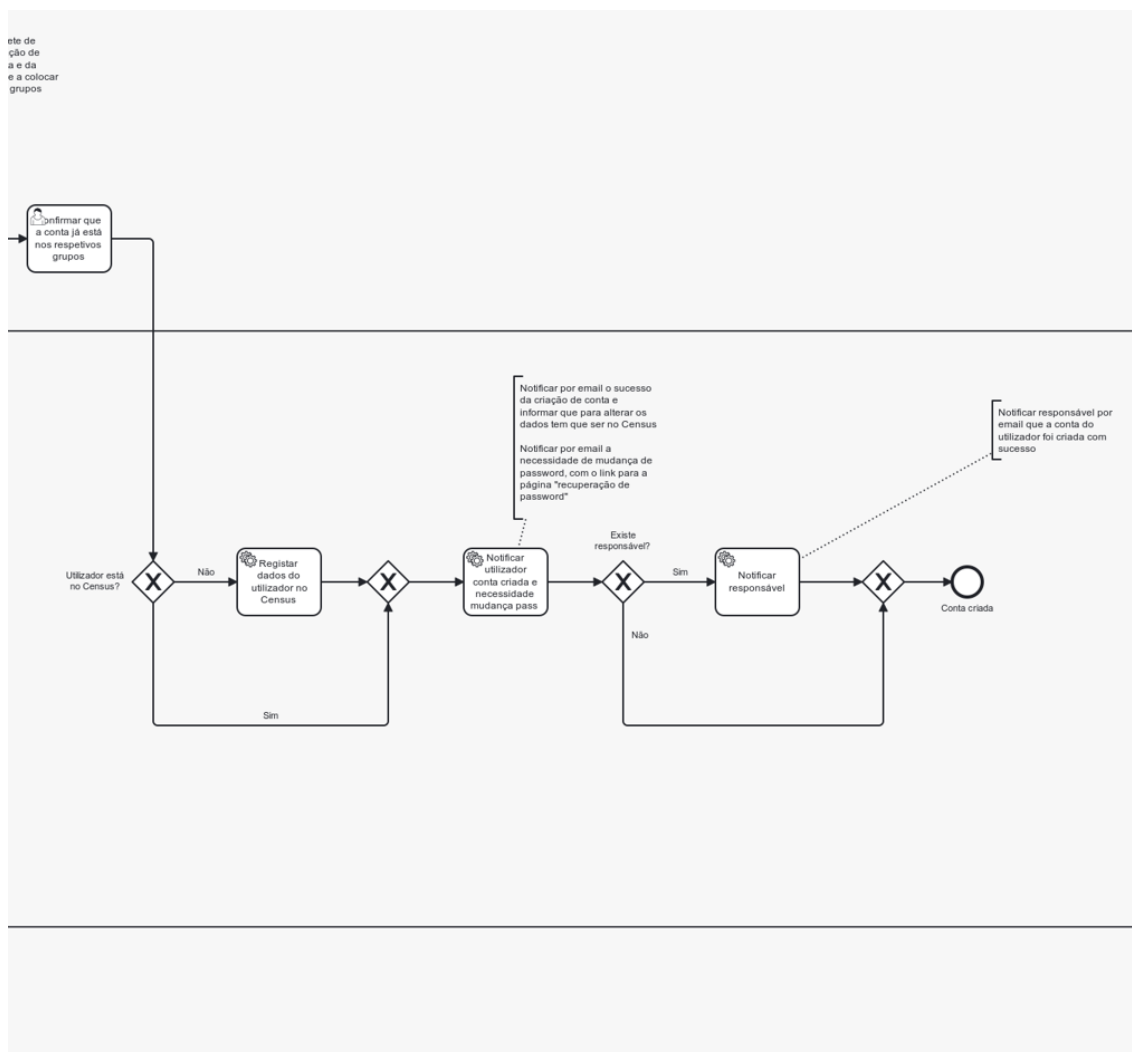 ete de
ção de
a e da
e a colocar
grupos
onfirmar que
a conta já está
nos respetivos
grupos
Notificar por email o sucesso
da criação de conta e
informar que para alterar os
dados tem que ser no Census
Notificar por email a
necessidade de mudança de
password, com o link para a
página "recuperação de
password"
Notificar responsável por
email que a conta do
utilizador foi criada com
sucesso
Utilizador está
no Census?
Não
Registar
dados do
utilizador no
Census
Sim
Notificar
utilizador
conta criada e
necessidade
mudança pass
Existe
responsável?
Sim
Não
Notificar
responsável
Conta criada